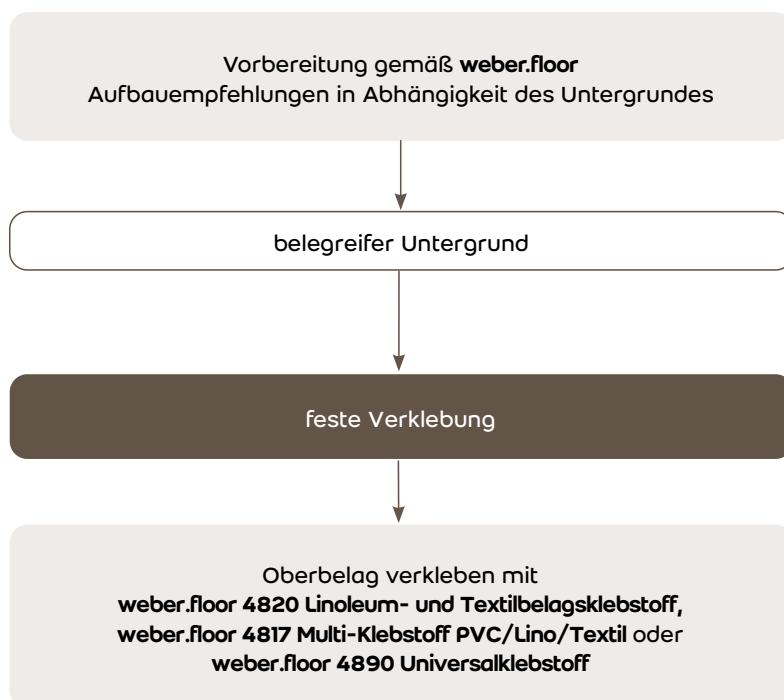 Vorbereitung gemäß weber.floor
Aufbauempfehlungen in Abhängigkeit des Untergrundes
belegreifer Untergrund
feste Verklebung
Oberbelag verkleben mit
weber.floor 4820 Linoleum- und Textilbelagsklebstoff,
weber.floor 4817 Multi-Klebstoff PVC/Lino/Textil oder
weber.floor 4890 Universalklebstoff